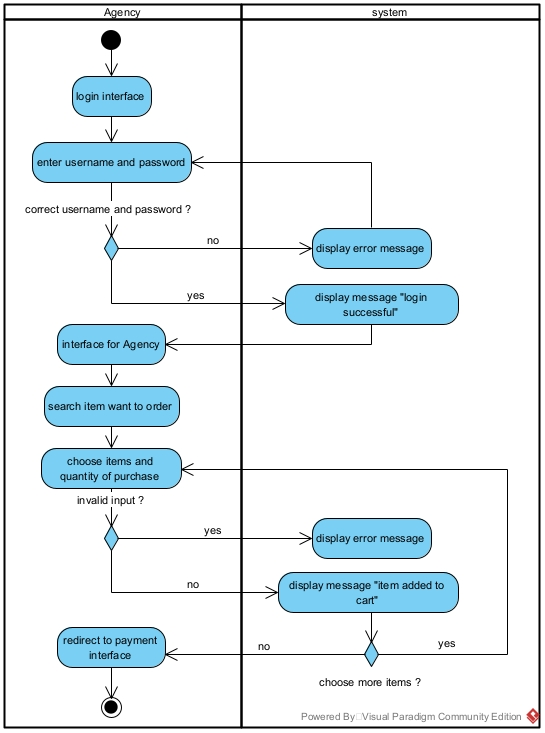 Agency
system
login interface
enter username and password
correct username and password ?
no
display error message
yes
display message "login
successful"
interface for Agency
search item want to order
choose items and
quantity of purchase
invalid input ?
yes
display error message
no
display message "item added to
cart"
redirect to payment
interface
no
yes
choose more items ?
Powered By Visual Paradigm Community Edition